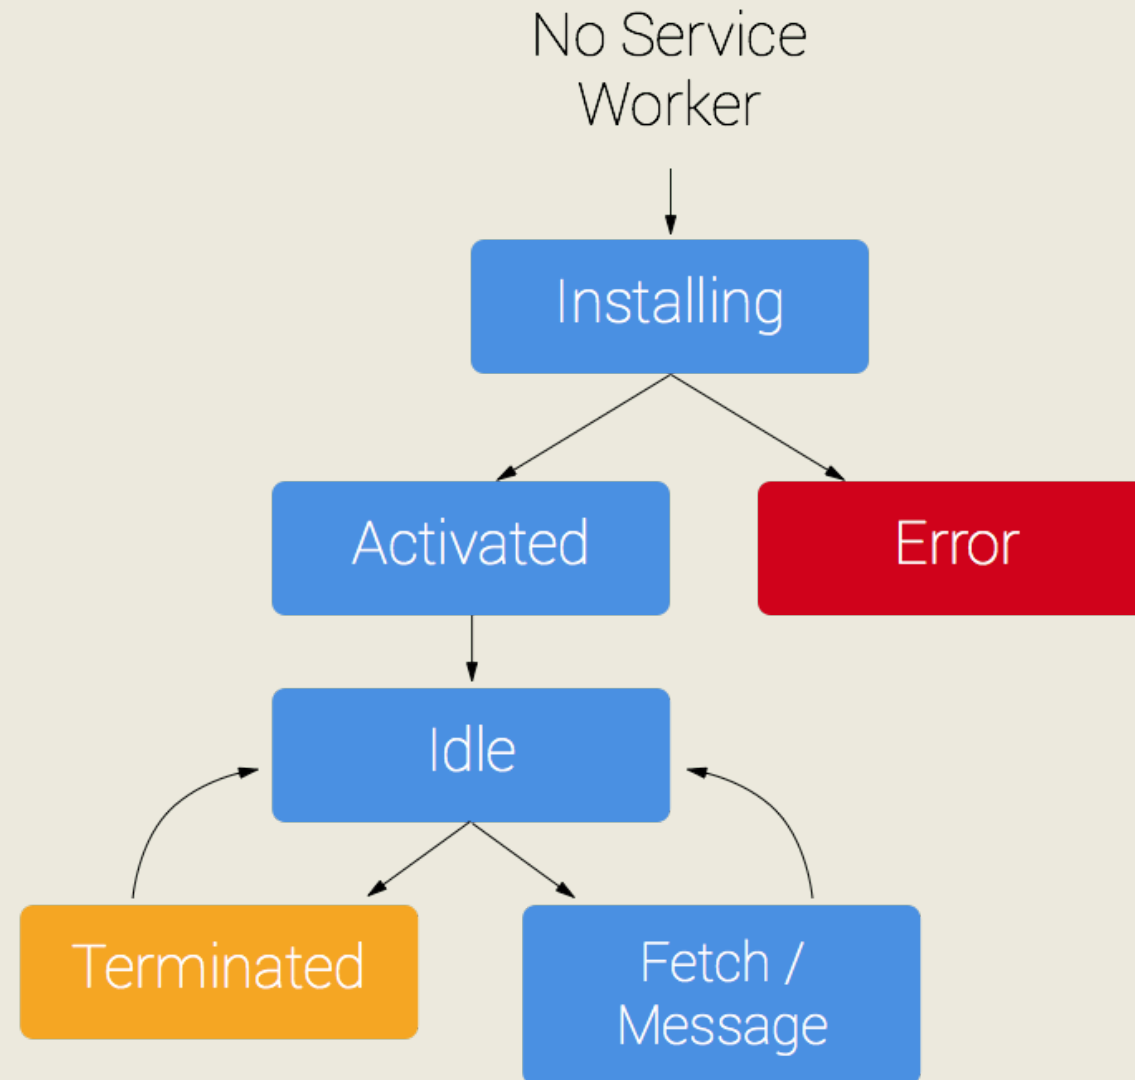 No Service
Worker
Installing
Activated
Error
Idle
Terminated
Fetch /
Message